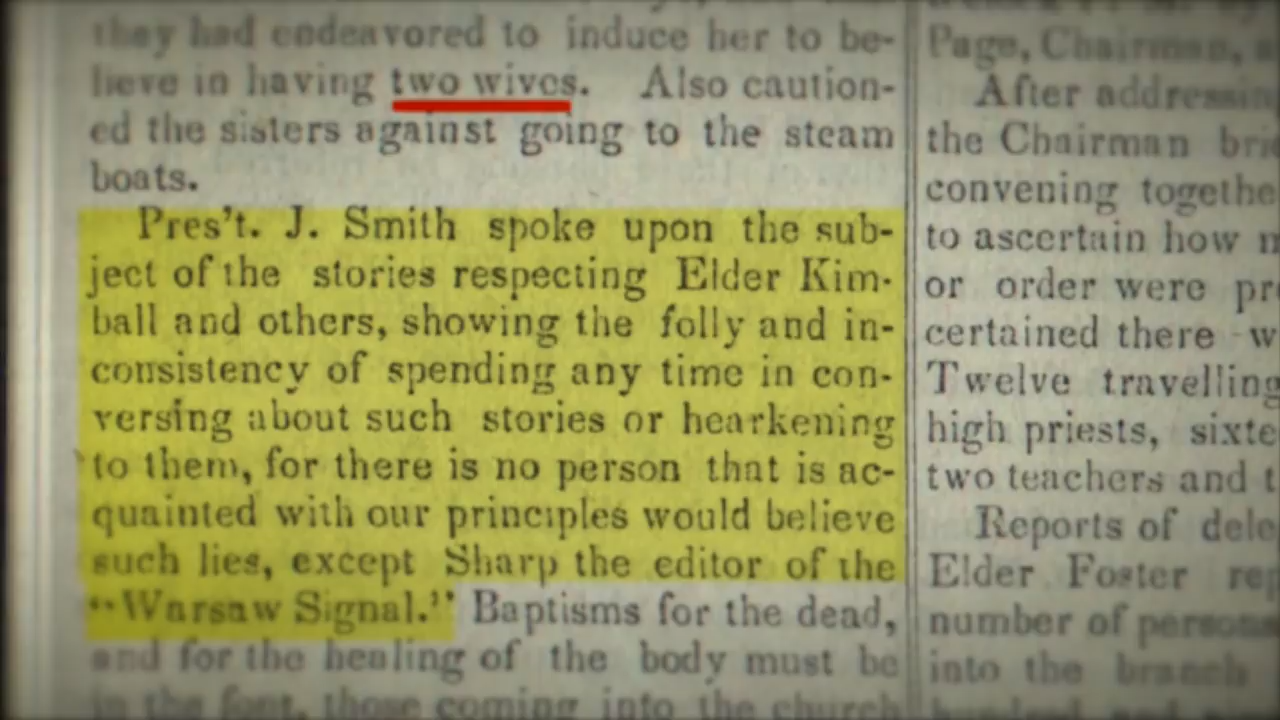 they had endeavored to induce her to be-
lieve in having two wives. Also caution-
ed the sisters against going to the steam
boats.
Pres't. J. Smith spoke upon the sub-
ject of the stories respecting Elder Kim-
ball and others, showing the folly and in-
consistency of spending any time in con-
versing about such stories or hearkening
to them, for there is no person that is ac-
quainted with our principles would believe
such lies, except Sharp the editor of the
"Warsaw Signal." Baptisms for the dead,
and for the healing of the body must be
in the font, those coming into the church
Page, Chairman,
After addressing
the Chairman brie
convening togethe
to ascertain how
or order were pr
certained there w
Twelve travelling
high priests, sixte
two teachers and t
Reports of dele
Elder Foster rep
number of persons
into the branch